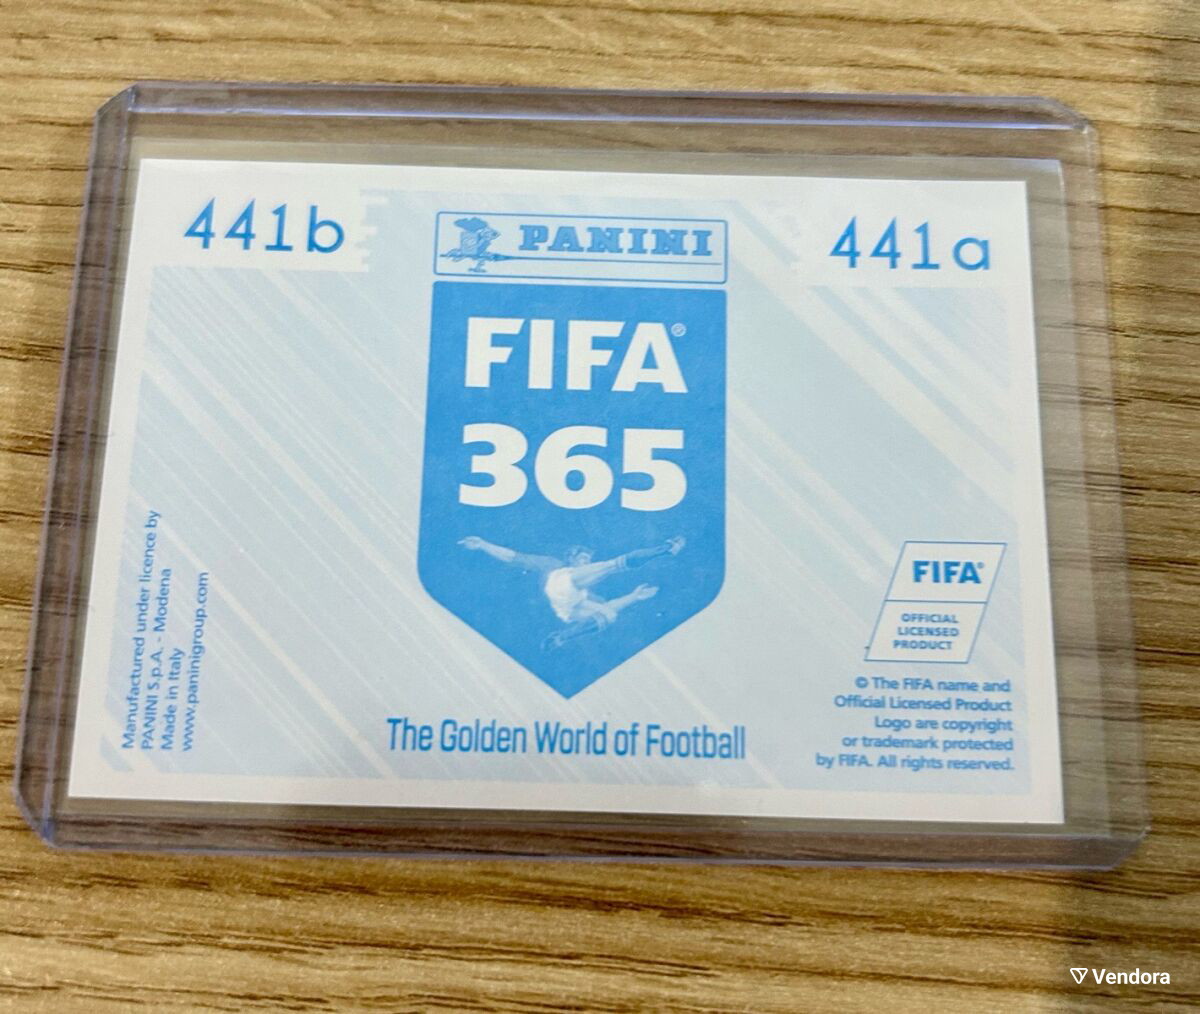 441b
PANINI
441a
FIFA®
365
Manufactured under licence by
PANINI S.p.A. - Modena
Made in Italy
www.paninigroup.com
FIFA®
OFFICIAL
LICENSED
PRODUCT
© The FIFA name and
Official Licensed Product
Logo are copyright
or trademark protected
by FIFA. All rights reserved.
The Golden World of Football
Vendora